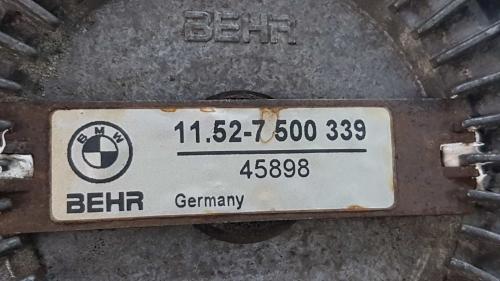 BEHR
BMW
11.52-7 500 339
45898
BEHR
Germany